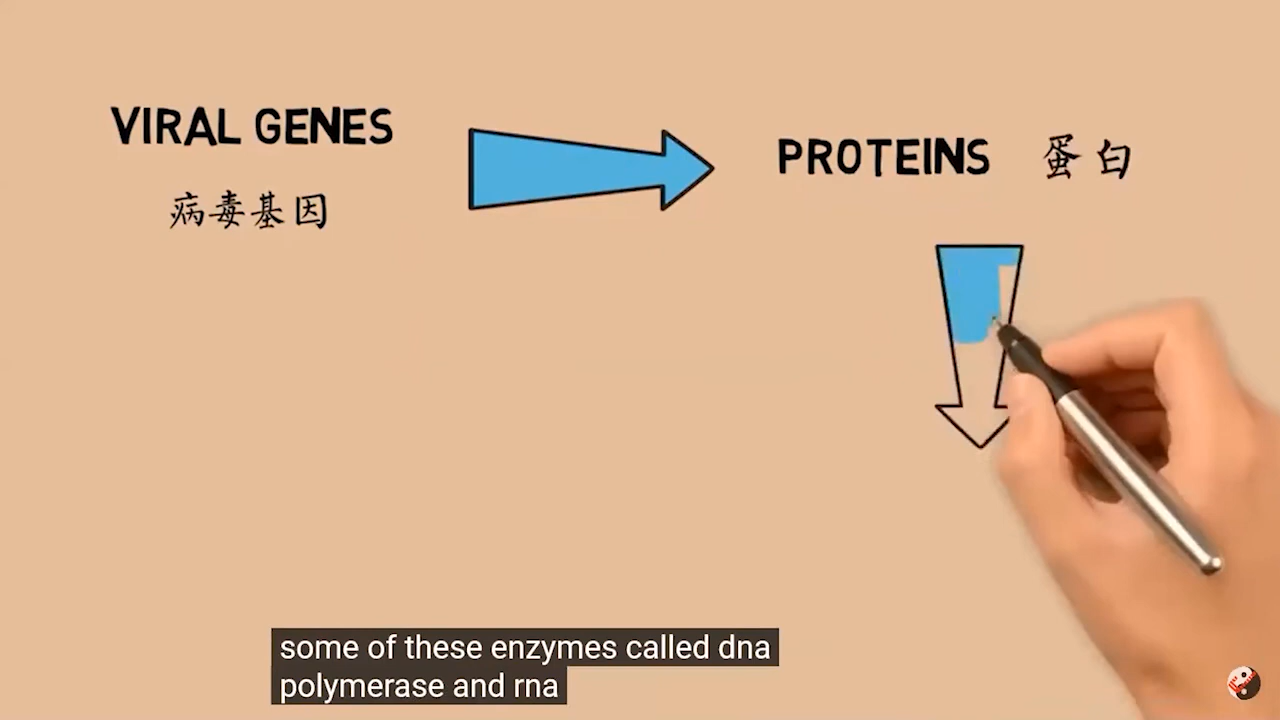 VIRAL GENES
病毒基因
PROTEINS 蛋白
some of these enzymes called dna
polymerase and rna